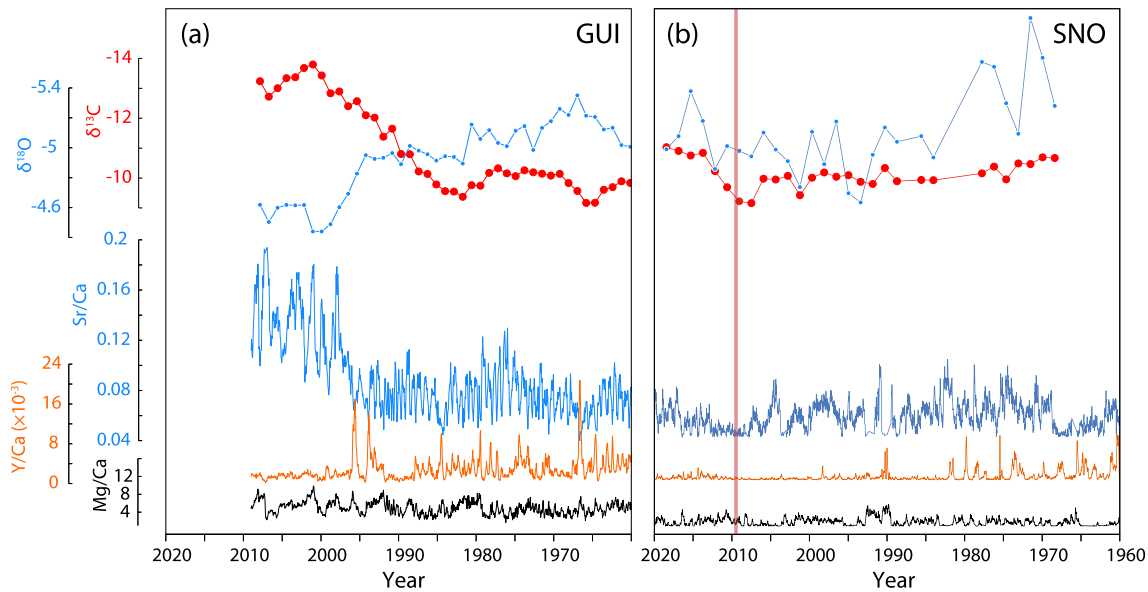 (a)
GUI
(b)
SNO
-14
-12
-10
δ¹³C
-5.4
-5
-4.6
δ¹⁸O
0.2
0.16
0.12
0.08
0.04
Sr/Ca
24
16
8
0
Y/Ca (×10⁻³)
12
8
4
Mg/Ca
2020 2010 2000 1990 1980 1970
Year
2020 2010 2000 1990 1980 1970 1960
Year